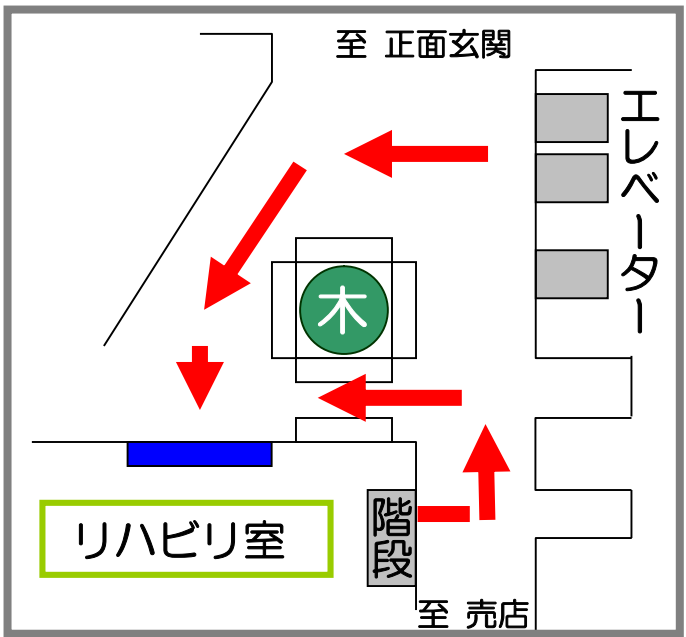 至 正面玄関
エレベーター
木
リハビリ室
階段
至 売店